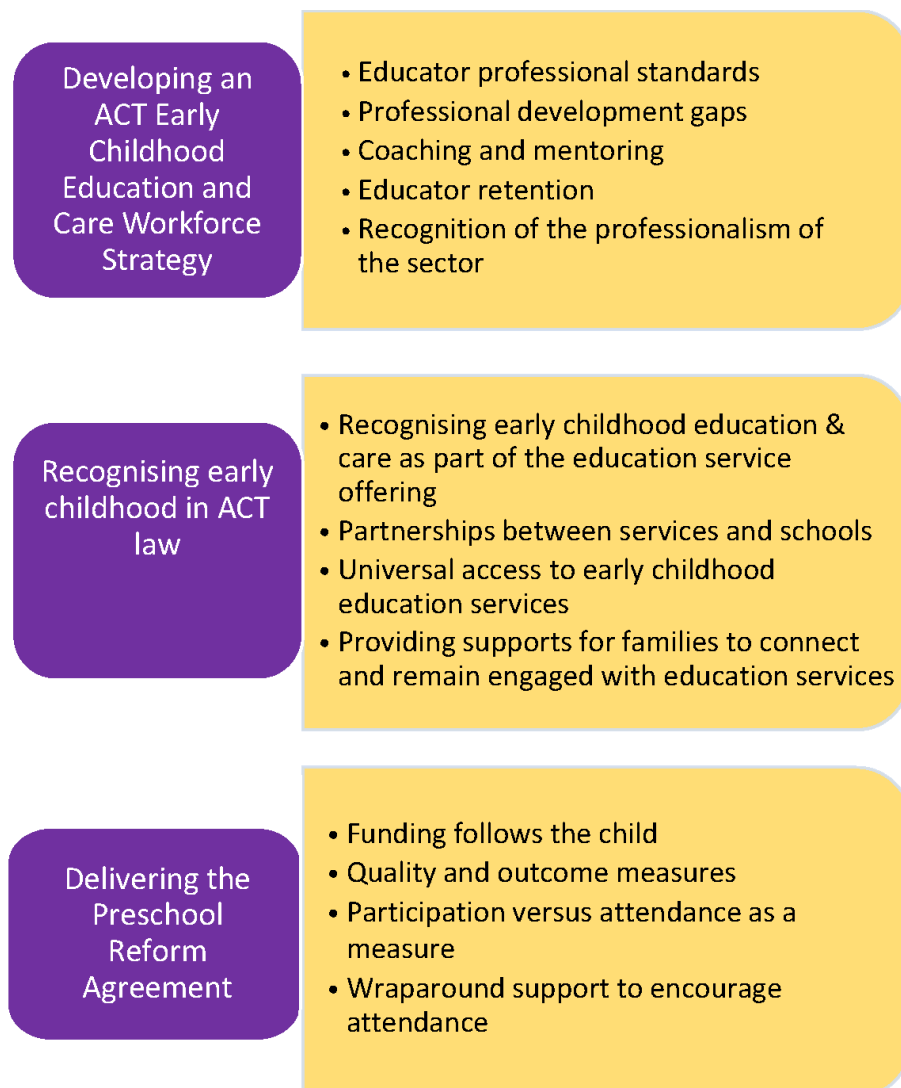 Developing an
ACT Early
Childhood
Education and
Care Workforce
Strategy
• Educator professional standards
• Professional development gaps
• Coaching and mentoring
• Educator retention
• Recognition of the professionalism of
the sector
Recognising early
childhood in ACT
law
• Recognising early childhood education &
care as part of the education service
offering
• Partnerships between services and schools
• Universal access to early childhood
education services
• Providing supports for families to connect
and remain engaged with education services
Delivering the
Preschool
Reform
Agreement
• Funding follows the child
• Quality and outcome measures
• Participation versus attendance as a
measure
• Wraparound support to encourage
attendance